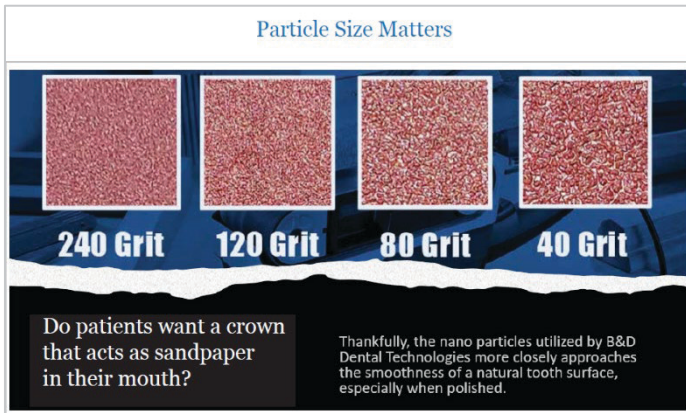 Particle Size Matters
240 Grit 120 Grit 80 Grit 40 Grit
Do patients want a crown
that acts as sandpaper
in their mouth?
Thankfully, the nano particles utilized by B&D
Dental Technologies more closely approaches
the smoothness of a natural tooth surface,
especially when polished.